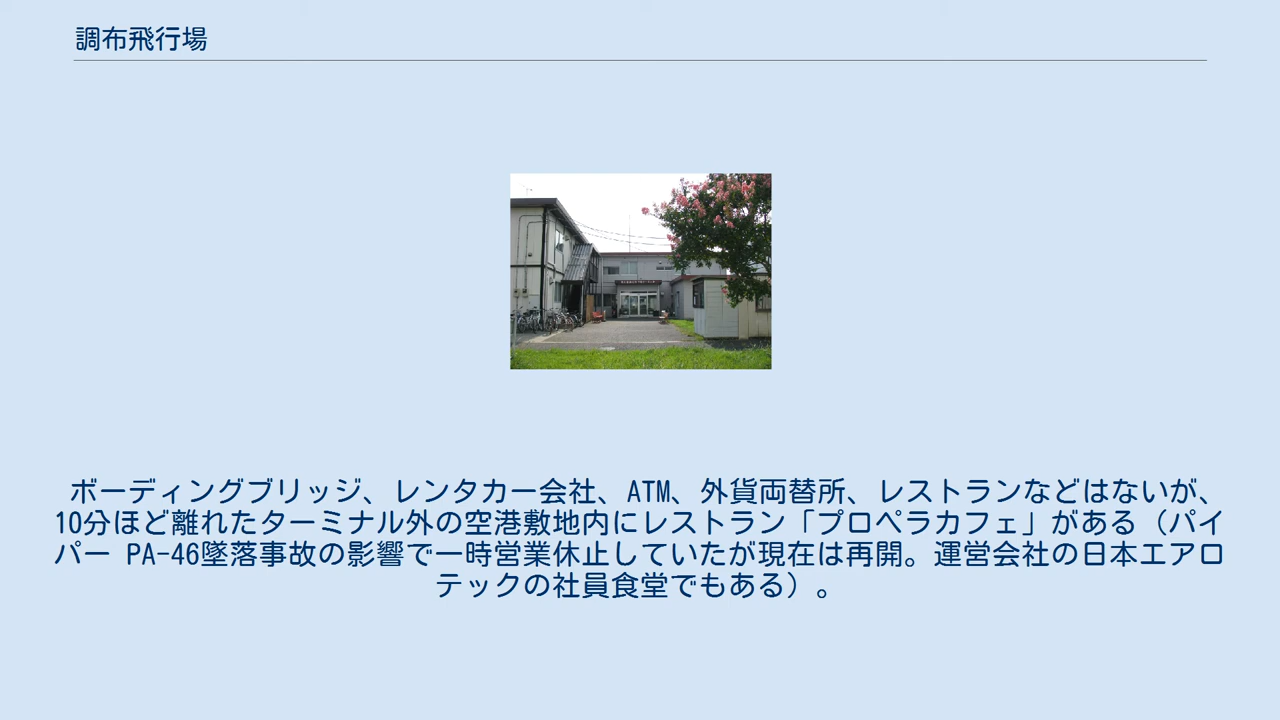 調布飛行場
ボーディングブリッジ、レンタカー会社、ATM、外貨両替所、レストランなどはないが、
10分ほど離れたターミナル外の空港敷地内にレストラン「プロペラカフェ」がある（パイ
パー PA-46墜落事故の影響で一時営業休止していたが現在は再開。運営会社の日本エアロ
テックの社員食堂でもある）。